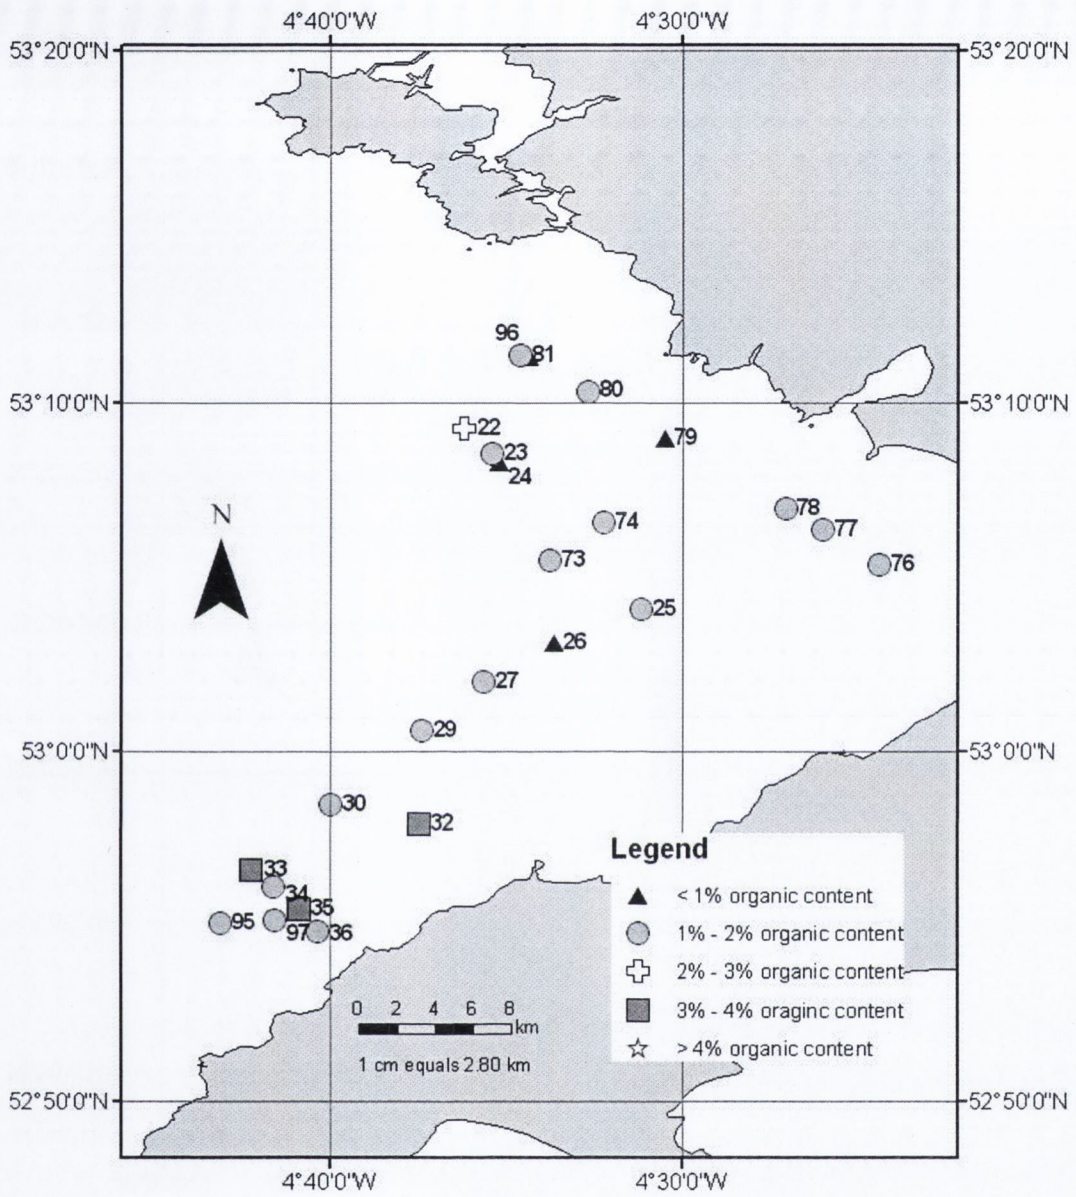 4°40'0"W 4°30'0"W
53°20'0"N 53°20'0"N
96
81
80
53°10'0"N 53°10'0"N
22
79
23
24
78
74
77
73
76
N
25
26
27
29
53°0'0"N 53°0'0"N
30
32
Legend
33
34
< 1% organic content
35
95
97 36
1% - 2% organic content
2% - 3% organic content
0 2 4 6 8
km
3% - 4% oraginc content
1 cm equals 2.80 km
> 4% organic content
52°50'0"N 52°50'0"N
4°40'0"W 4°30'0"W